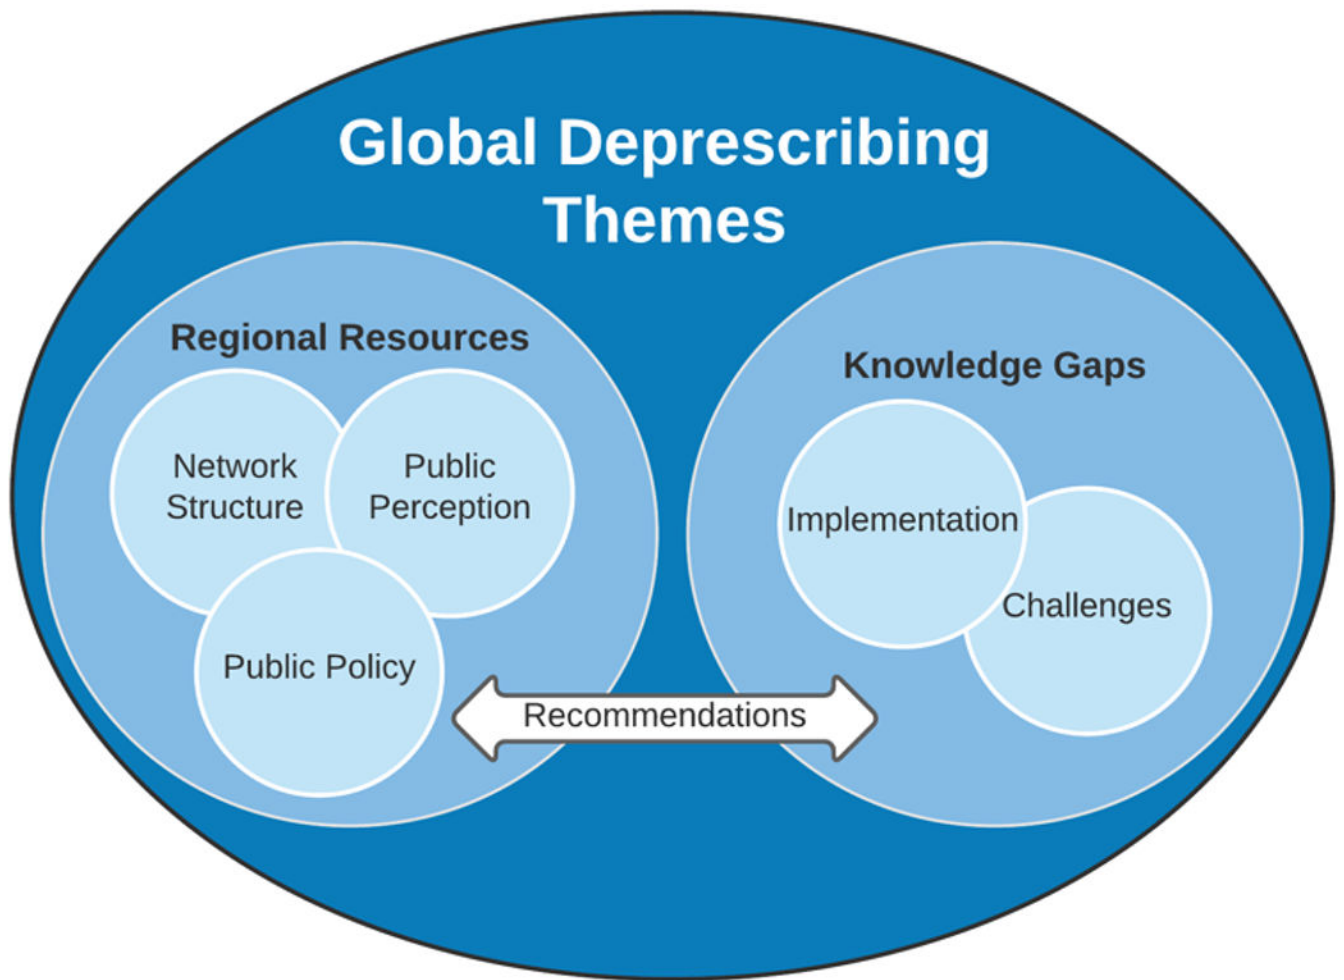 Global Deprescribing
Themes
Regional Resources
Network
Structure
Public
Perception
Public Policy
Knowledge Gaps
Implementation
Challenges
Recommendations